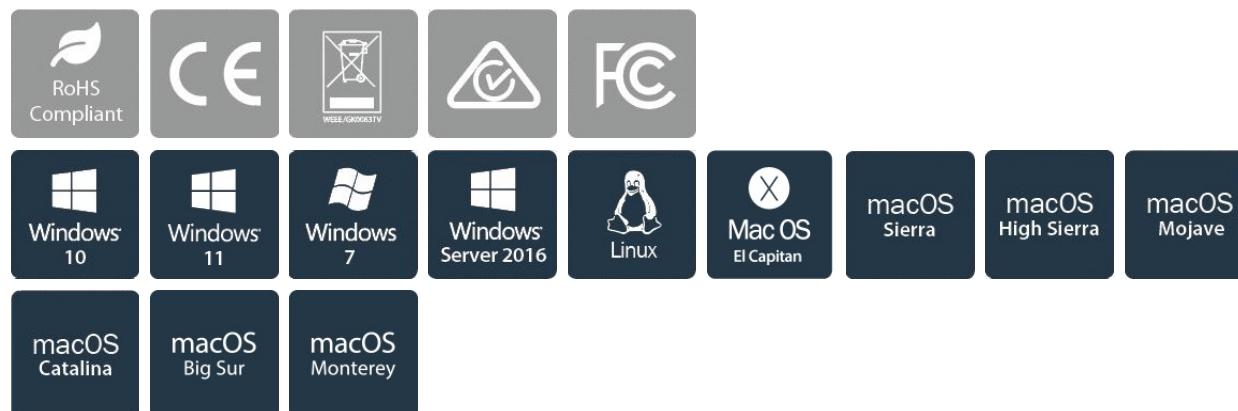 RoHS
Compliant
CE
WEEE/GK0083TV
FC
Windows
10
Windows
11
Windows
7
Windows
Server 2016
Linux
X
Mac OS
El Capitan
macOS
Sierra
macOS
High Sierra
macOS
Mojave
macOS
Catalina
macOS
Big Sur
macOS
Monterey